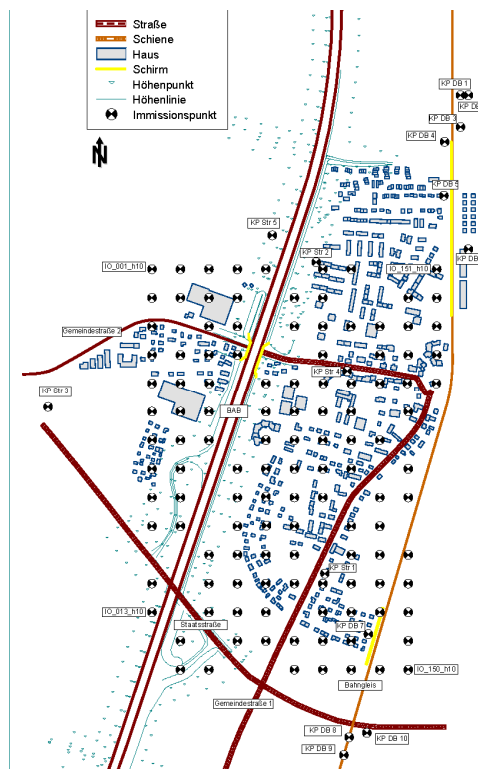 Straße
Schiene
Haus
Schirm
Höhenpunkt
Höhenlinie
Immissionspunkt
N
KP DB 1
KP DB 3
KP DB 4
KP DB 5
KP Str 5
KP Str 2
KP DB
IO_001_h10
IO_151_h10
Gemeindestraße 2
KP Str 4
KP Str 3
BAB
KP Str 1
IO_013_h10
Staatsstraße
KP DB 7
IO_150_h10
Bahngleis
Gemeindestraße 1
KP DB 8
KP DB 10
KP DB 9